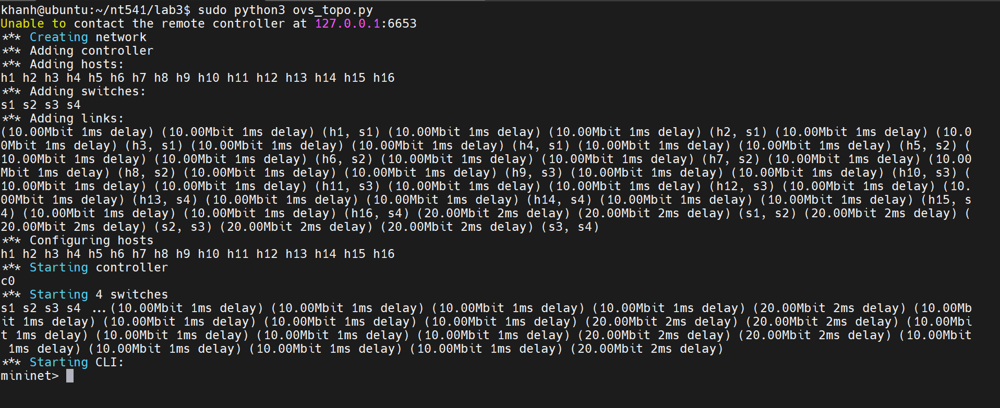 khanh@ubuntu:~/nt541/lab3$ sudo python3 ovs_topo.py
Unable to contact the remote controller at 127.0.0.1:6653
*** Creating network
*** Adding controller
*** Adding hosts:
h1 h2 h3 h4 h5 h6 h7 h8 h9 h10 h11 h12 h13 h14 h15 h16
*** Adding switches:
s1 s2 s3 s4
*** Adding links:
(10.00Mbit 1ms delay) (10.00Mbit 1ms delay) (h1, s1) (10.00Mbit 1ms delay) (10.00Mbit 1ms delay) (h2, s1) (10.00Mbit 1ms delay) (10.0
0Mbit 1ms delay) (h3, s1) (10.00Mbit 1ms delay) (10.00Mbit 1ms delay) (h4, s1) (10.00Mbit 1ms delay) (10.00Mbit 1ms delay) (h5, s2) (
10.00Mbit 1ms delay) (10.00Mbit 1ms delay) (h6, s2) (10.00Mbit 1ms delay) (10.00Mbit 1ms delay) (h7, s2) (10.00Mbit 1ms delay) (10.00
Mbit 1ms delay) (h8, s2) (10.00Mbit 1ms delay) (10.00Mbit 1ms delay) (h9, s3) (10.00Mbit 1ms delay) (10.00Mbit 1ms delay) (h10, s3) (
10.00Mbit 1ms delay) (10.00Mbit 1ms delay) (h11, s3) (10.00Mbit 1ms delay) (10.00Mbit 1ms delay) (h12, s3) (10.00Mbit 1ms delay) (10.
00Mbit 1ms delay) (h13, s4) (10.00Mbit 1ms delay) (10.00Mbit 1ms delay) (h14, s4) (10.00Mbit 1ms delay) (10.00Mbit 1ms delay) (h15, s
4) (10.00Mbit 1ms delay) (10.00Mbit 1ms delay) (h16, s4) (20.00Mbit 2ms delay) (20.00Mbit 2ms delay) (s1, s2) (20.00Mbit 2ms delay) (
20.00Mbit 2ms delay) (s2, s3) (20.00Mbit 2ms delay) (20.00Mbit 2ms delay) (s3, s4)
*** Configuring hosts
h1 h2 h3 h4 h5 h6 h7 h8 h9 h10 h11 h12 h13 h14 h15 h16
*** Starting controller
c0
*** Starting 4 switches
s1 s2 s3 s4 ...(10.00Mbit 1ms delay) (10.00Mbit 1ms delay) (10.00Mbit 1ms delay) (10.00Mbit 1ms delay) (20.00Mbit 2ms delay) (10.00Mb
it 1ms delay) (10.00Mbit 1ms delay) (10.00Mbit 1ms delay) (10.00Mbit 1ms delay) (20.00Mbit 2ms delay) (20.00Mbit 2ms delay) (10.00Mbi
t 1ms delay) (10.00Mbit 1ms delay) (10.00Mbit 1ms delay) (10.00Mbit 1ms delay) (20.00Mbit 2ms delay) (20.00Mbit 2ms delay) (10.00Mbit
 1ms delay) (10.00Mbit 1ms delay) (10.00Mbit 1ms delay) (10.00Mbit 1ms delay) (20.00Mbit 2ms delay)
*** Starting CLI:
mininet>